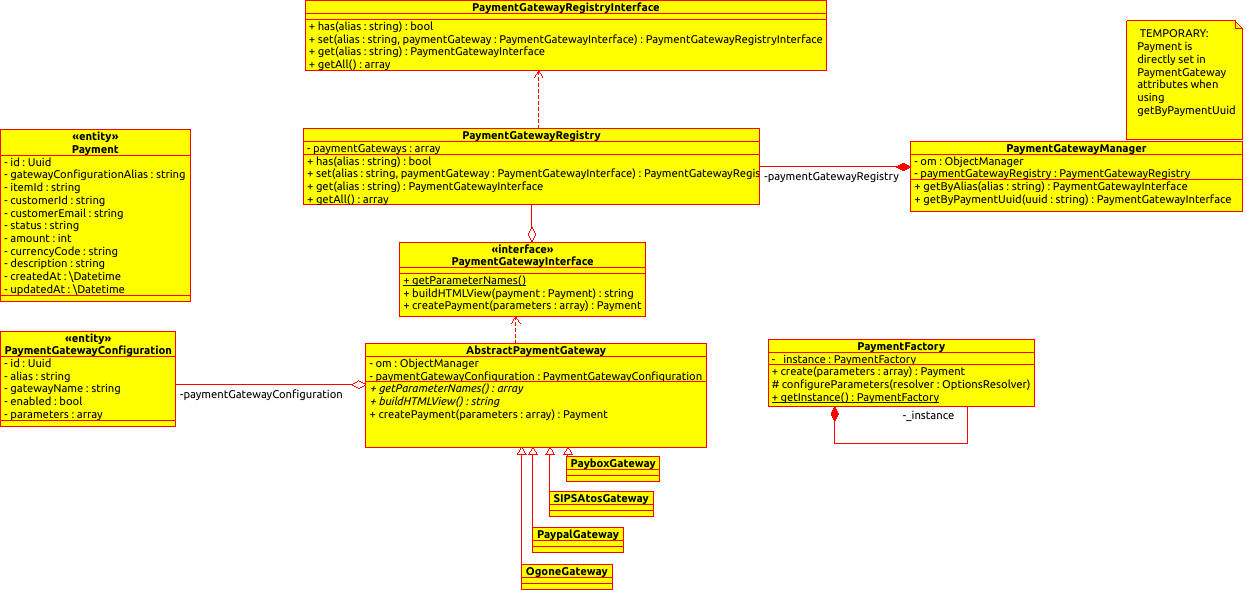 PaymentGatewayRegistryInterface
+ has(alias : string) : bool
+ set(alias : string, paymentGateway : PaymentGatewayInterface) : PaymentGatewayRegistryInterface
+ get(alias : string) : PaymentGatewayInterface
+ getAll() : array
TEMPORARY:
Payment is
directly set in
PaymentGateway
attributes when
using
getByPaymentUuid
«entity»
Payment
- id : Uuid
- gatewayConfigurationAlias : string
- itemId : string
- customerId : string
- customerEmail : string
- status : string
- amount : int
- currencyCode : string
- description : string
- createdAt : \Datetime
- updatedAt : \Datetime
PaymentGatewayRegistry
- paymentGateways : array
+ has(alias : string) : bool
+ set(alias : string, paymentGateway : PaymentGatewayInterface) : PaymentGatewayRegis
+ get(alias : string) : PaymentGatewayInterface
+ getAll() : array
-paymentGatewayRegistry
PaymentGatewayManager
- om : ObjectManager
- paymentGatewayRegistry : PaymentGatewayRegistry
+ getByAlias(alias : string) : PaymentGatewayInterface
+ getByPaymentUuid(uuid : string) : PaymentGatewayInterface
«interface»
PaymentGatewayInterface
+ getParameterNames()
+ buildHTMLView(payment : Payment) : string
+ createPayment(parameters : array) : Payment
«entity»
PaymentGatewayConfiguration
- id : Uuid
- alias : string
- gatewayName : string
- enabled : bool
- parameters : array
-paymentGatewayConfiguration
AbstractPaymentGateway
- om : ObjectManager
- paymentGatewayConfiguration : PaymentGatewayConfiguration
+ getParameterNames() : array
+ buildHTMLView() : string
+ createPayment(parameters : array) : Payment
PaymentFactory
- _instance : PaymentFactory
+ create(parameters : array) : Payment
# configureParameters(resolver : OptionsResolver)
+ getInstance() : PaymentFactory
-_instance
PayboxGateway
SIPSAtosGateway
PaypalGateway
OgoneGateway